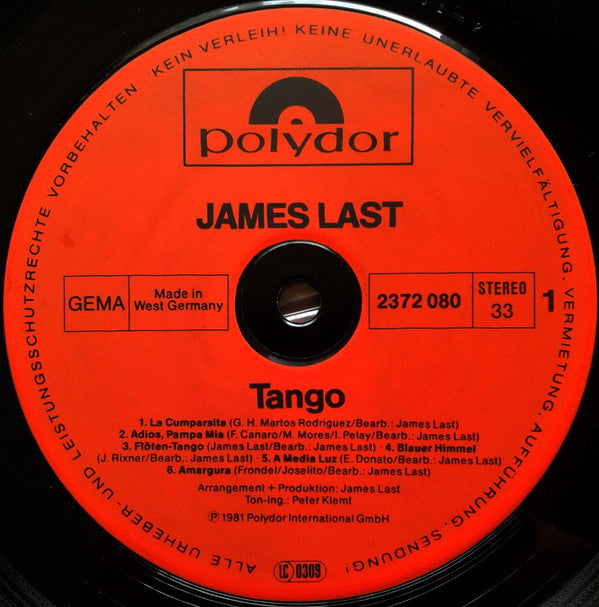 ALLE URHEBER- UND LEISTUNGSSCHUTZRECHTE VORBEHALTEN · KEIN VERLEIH! KEINE UNERLAUBTE VERVIELFÄLTIGUNG, VERMIETUNG, AUFFÜHRUNG, SENDUNG!
polydor
JAMES LAST
GEMA
Made in
West Germany
2372 080
STEREO
33
1
Tango
1. La Cumparsita (G. H. Martos Rodriguez/Bearb.: James Last)
2. Adios, Pampa Mia (F. Canaro/M. Mores/I. Pelay/Bearb.: James Last)
3. Flöten-Tango (James Last/Bearb.: James Last) · 4. Blauer Himmel
(J. Rixner/Bearb.: James Last) · 5. A Media Luz (E. Donato/Bearb.: James Last)
6. Amargura (Frondel/Joselito/Bearb.: James Last)
Arrangement + Produktion: James Last
Ton-Ing.: Peter Klemt
℗ 1981 Polydor International GmbH
LC 0309